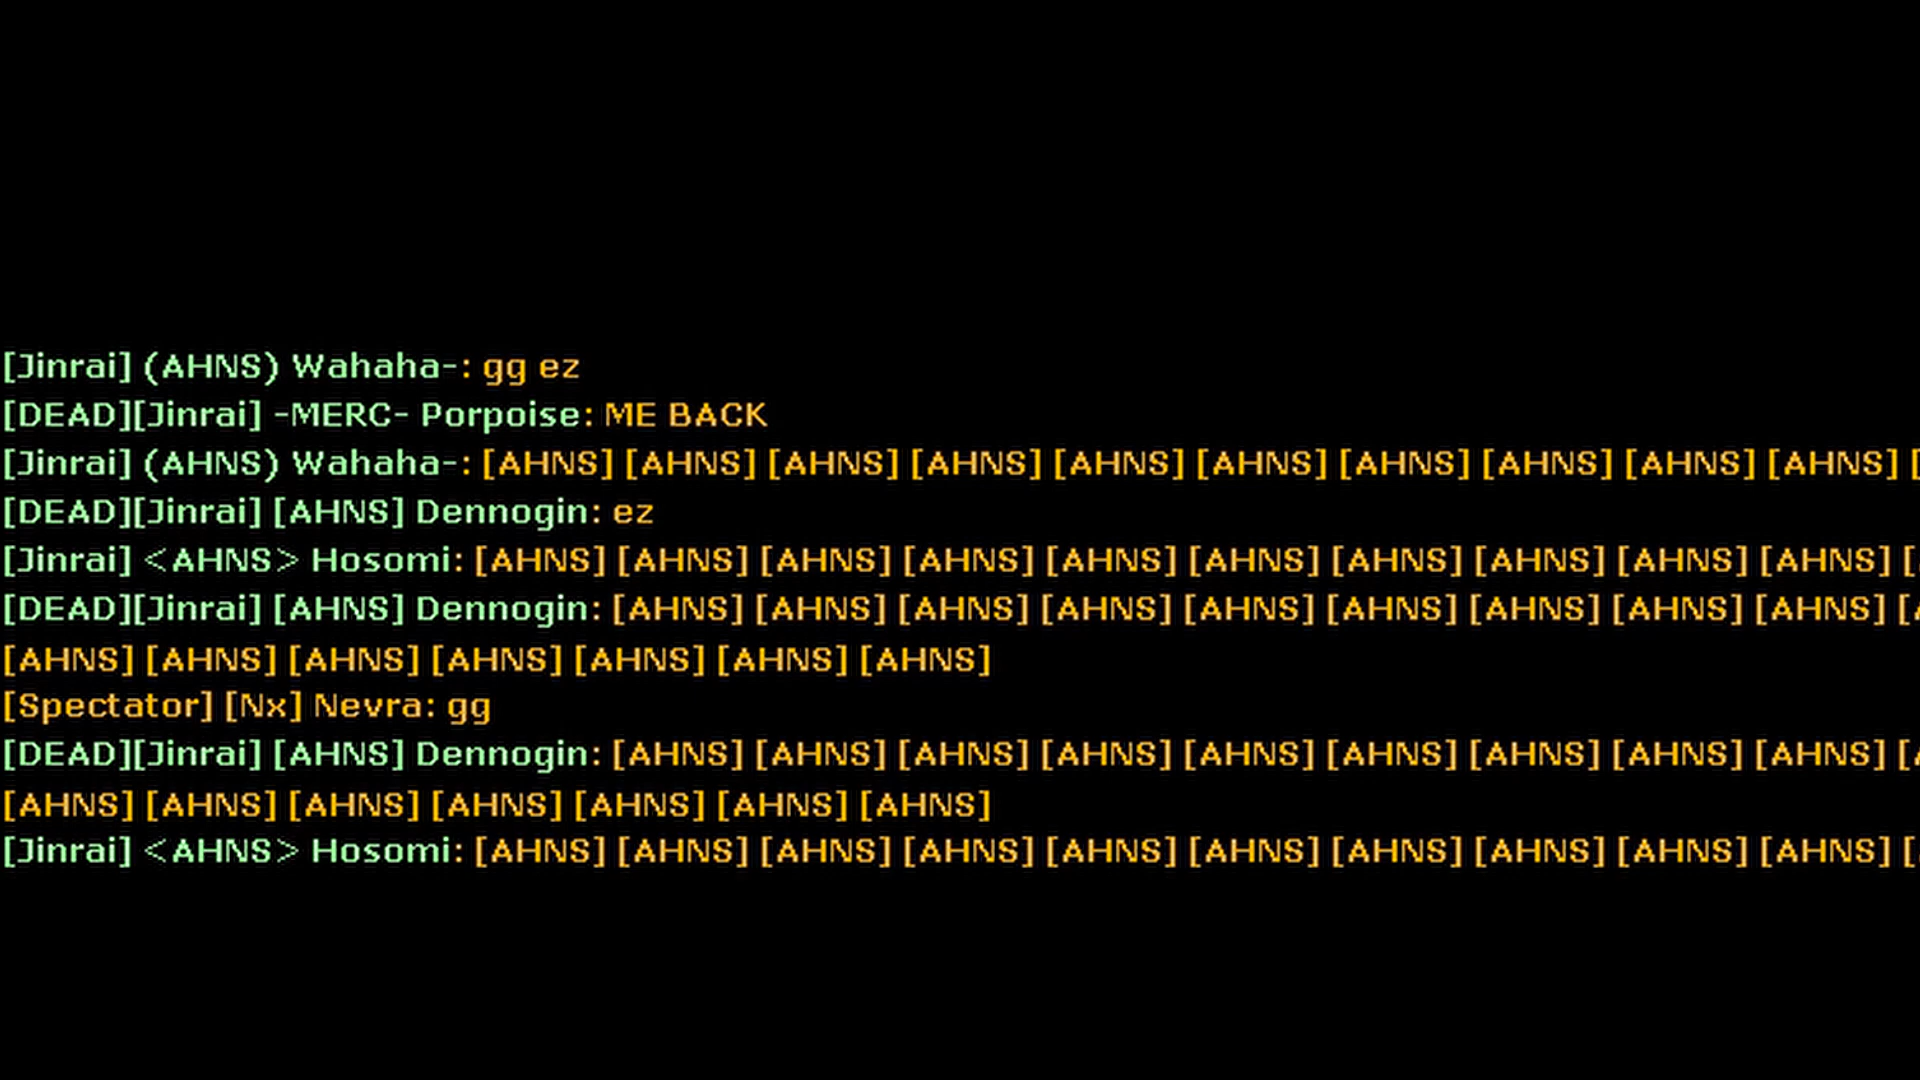 [Jinrai] (AHNS) Wahaha-: gg ez
[DEAD][Jinrai] -MERC- Porpoise: ME BACK
[Jinrai] (AHNS) Wahaha-: [AHNS] [AHNS] [AHNS] [AHNS] [AHNS] [AHNS] [AHNS] [AHNS] [AHNS] [AHNS] [
[DEAD][Jinrai] [AHNS] Dennogin: ez
[Jinrai] <AHNS> Hosomi: [AHNS] [AHNS] [AHNS] [AHNS] [AHNS] [AHNS] [AHNS] [AHNS] [AHNS] [AHNS] [
[DEAD][Jinrai] [AHNS] Dennogin: [AHNS] [AHNS] [AHNS] [AHNS] [AHNS] [AHNS] [AHNS] [AHNS] [AHNS] [
[AHNS] [AHNS] [AHNS] [AHNS] [AHNS] [AHNS] [AHNS]
[Spectator] [Nx] Nevra: gg
[DEAD][Jinrai] [AHNS] Dennogin: [AHNS] [AHNS] [AHNS] [AHNS] [AHNS] [AHNS] [AHNS] [AHNS] [AHNS] [
[AHNS] [AHNS] [AHNS] [AHNS] [AHNS] [AHNS] [AHNS]
[Jinrai] <AHNS> Hosomi: [AHNS] [AHNS] [AHNS] [AHNS] [AHNS] [AHNS] [AHNS] [AHNS] [AHNS] [AHNS] [